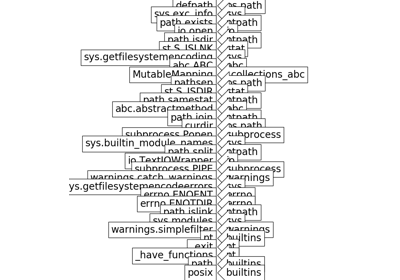 defpath os.path
sys.exc_info sys
path.exists ntpath
io.open io
path.isdir ntpath
st.S_ISLNK stat
sys.getfilesystemencoding sys
abc.ABC abc
MutableMapping _collections_abc
pathsep os.path
st.S_ISDIR stat
path.samestat ntpath
abc.abstractmethod abc
path.join ntpath
curdir os.path
subprocess.Popen subprocess
sys.builtin_module_names sys
path.split ntpath
io.TextIOWrapper io
subprocess.PIPE subprocess
warnings.catch_warnings warnings
sys.getfilesystemencodeerrors sys
errno.ENOENT errno
errno.ENOTDIR errno
path.islink ntpath
sys.modules sys
warnings.simplefilter warnings
nt builtins
_exit nt
_have_functions nt
path builtins
posix builtins